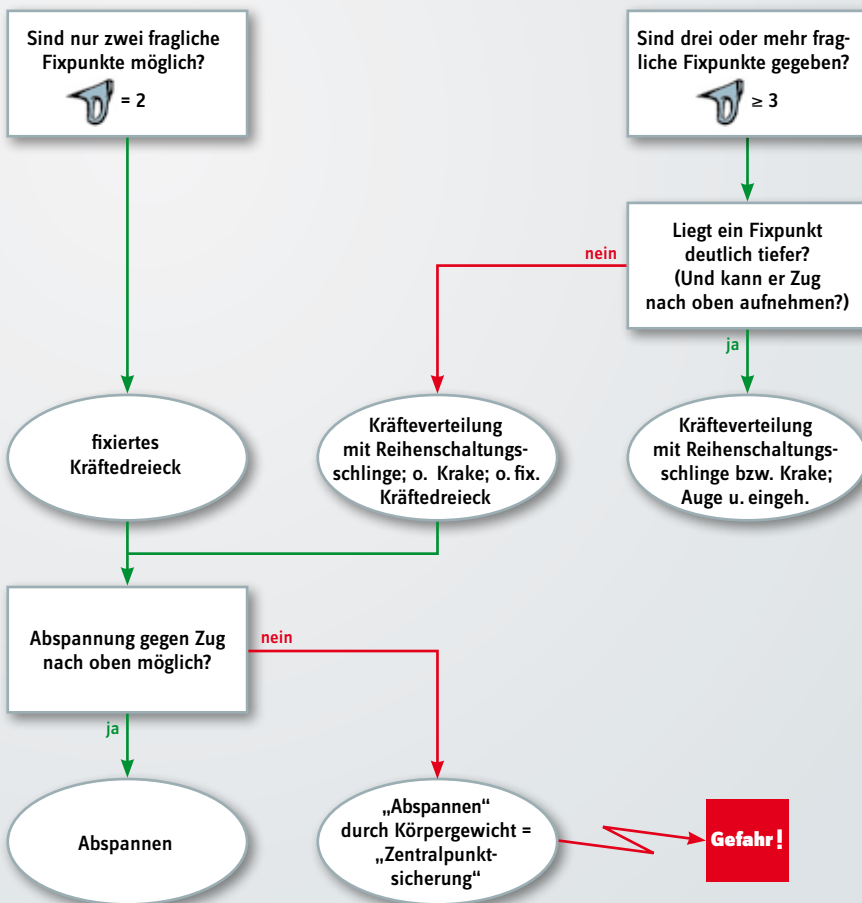 Sind nur zwei fragliche
Fixpunkte möglich?
= 2
Sind drei oder mehr frag-
liche Fixpunkte gegeben?
≥ 3
Liegt ein Fixpunkt
deutlich tiefer?
(Und kann er Zug
nach oben aufnehmen?)
nein
ja
fixiertes
Kräftedreieck
Kräfteverteilung
mit Reihenschaltungs-
schlinge; o. Krake; o. fix.
Kräftedreieck
Kräfteverteilung
mit Reihenschaltungs-
schlinge bzw. Krake;
Auge u. eingeh.
Abspannung gegen Zug
nach oben möglich?
nein
ja
Abspannen
„Abspannen“
durch Körpergewicht =
„Zentralpunkt-
sicherung“
Gefahr!